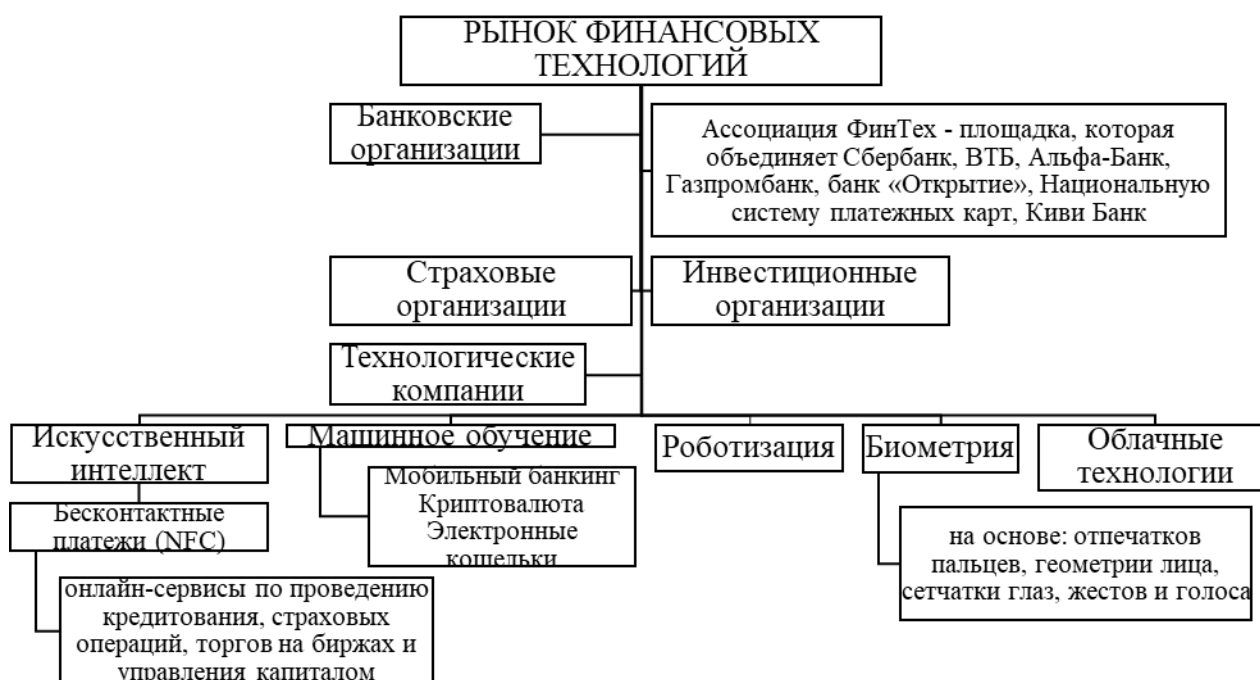 РЫНОК ФИНАНСОВЫХ
ТЕХНОЛОГИЙ
Банковские
организации
Ассоциация ФинТех - площадка, которая
объединяет Сбербанк, ВТБ, Альфа-Банк,
Газпромбанк, банк «Открытие», Национальную
систему платежных карт, Киви Банк
Страховые
организации
Инвестиционные
организации
Технологические
компании
Искусственный
интеллект
Машинное обучение
Роботизация
Биометрия
Облачные
технологии
Бесконтактные
платежи (NFC)
Мобильный банкинг
Криптовалюта
Электронные
кошельки
на основе: отпечатков
пальцев, геометрии лица,
сетчатки глаз, жестов и голоса
онлайн-сервисы по проведению
кредитования, страховых
операций, торгов на биржах и
управления капиталом